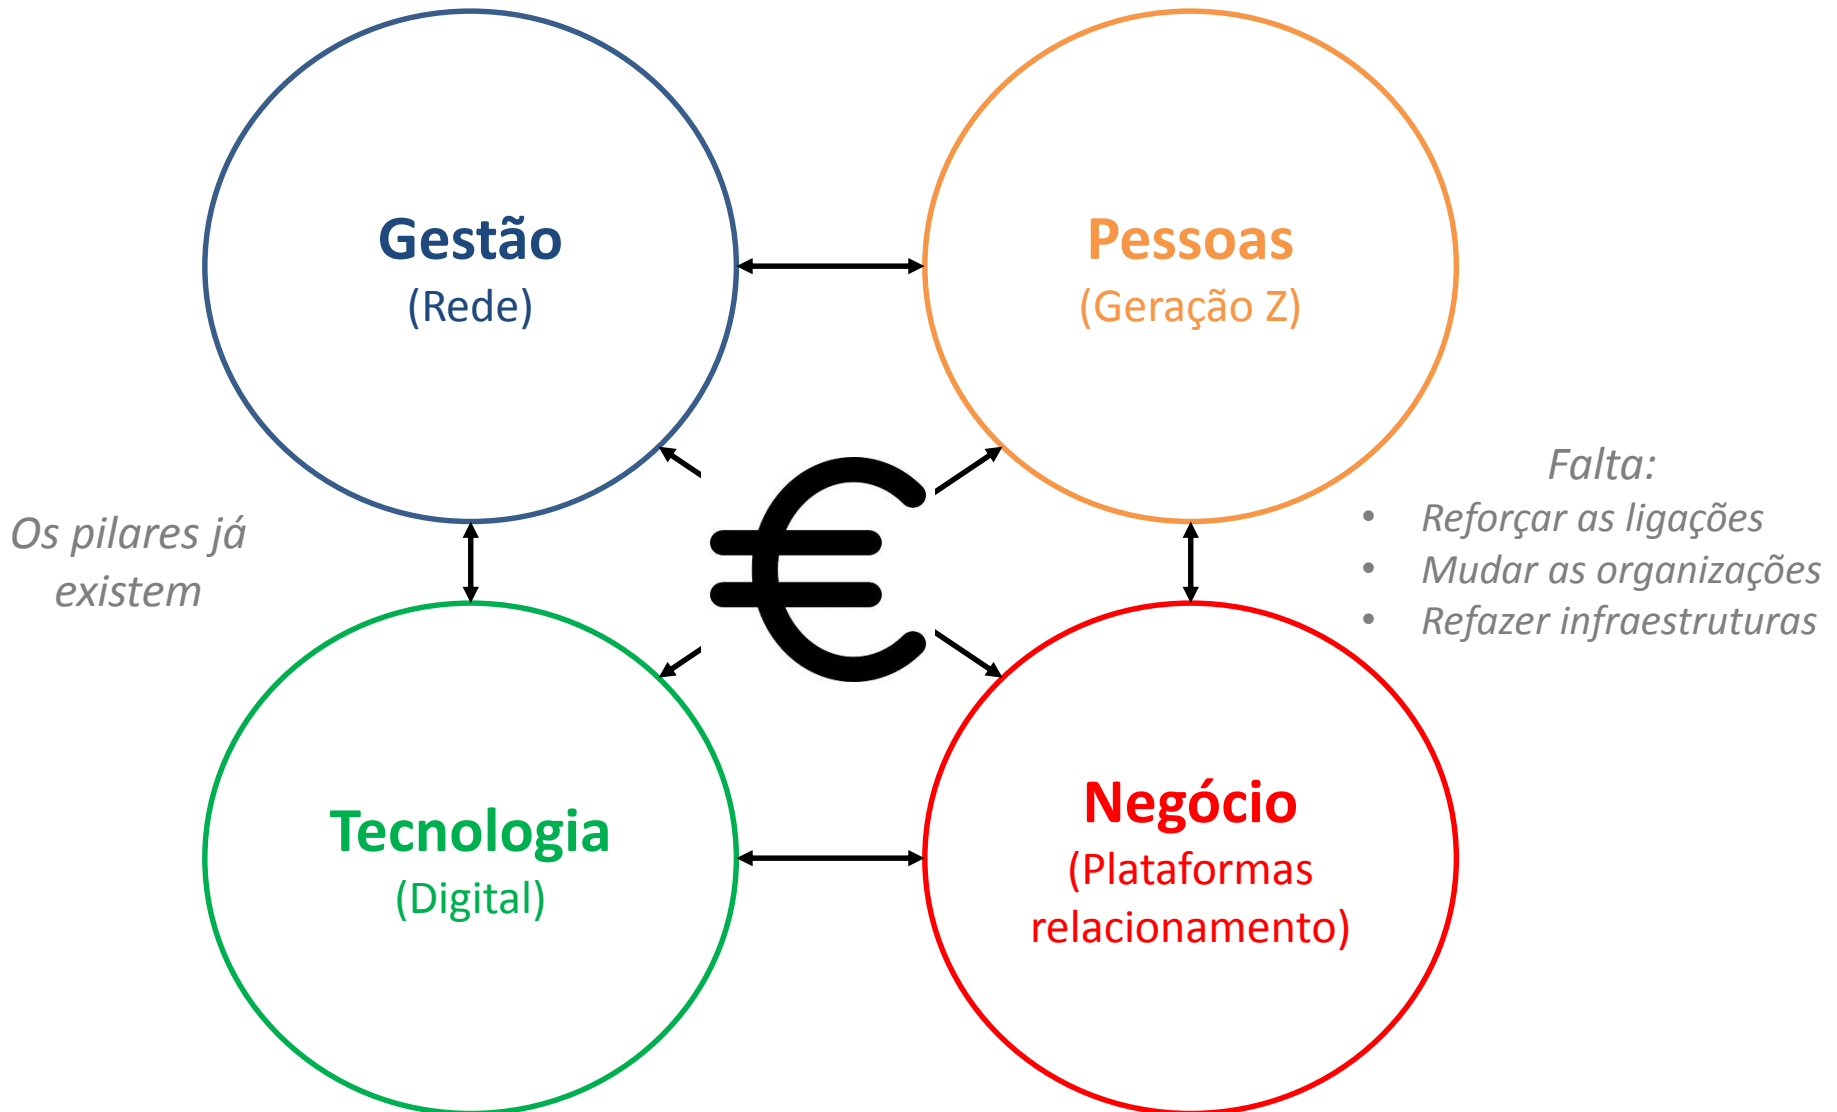 Gestão
(Rede)
Pessoas
(Geração Z)
Os pilares já
existem
€
Falta:
• Reforçar as ligações
• Mudar as organizações
• Refazer infraestruturas
Tecnologia
(Digital)
Negócio
(Plataformas
relacionamento)